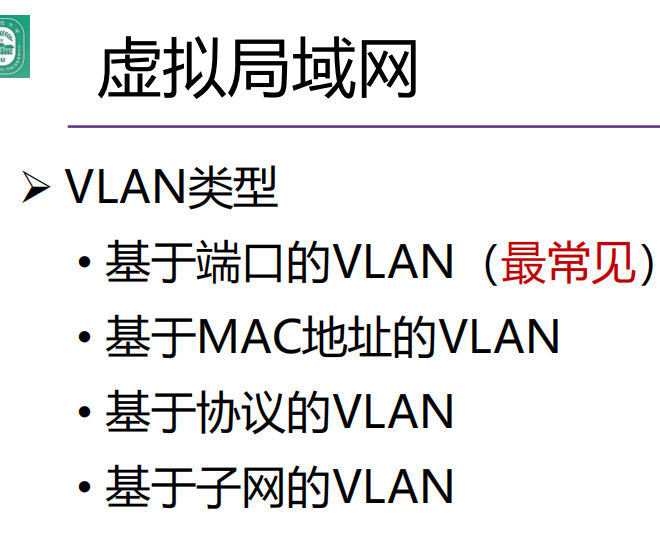 虚拟局域网
➢ VLAN类型
• 基于端口的VLAN（最常见）
• 基于MAC地址的VLAN
• 基于协议的VLAN
• 基于子网的VLAN